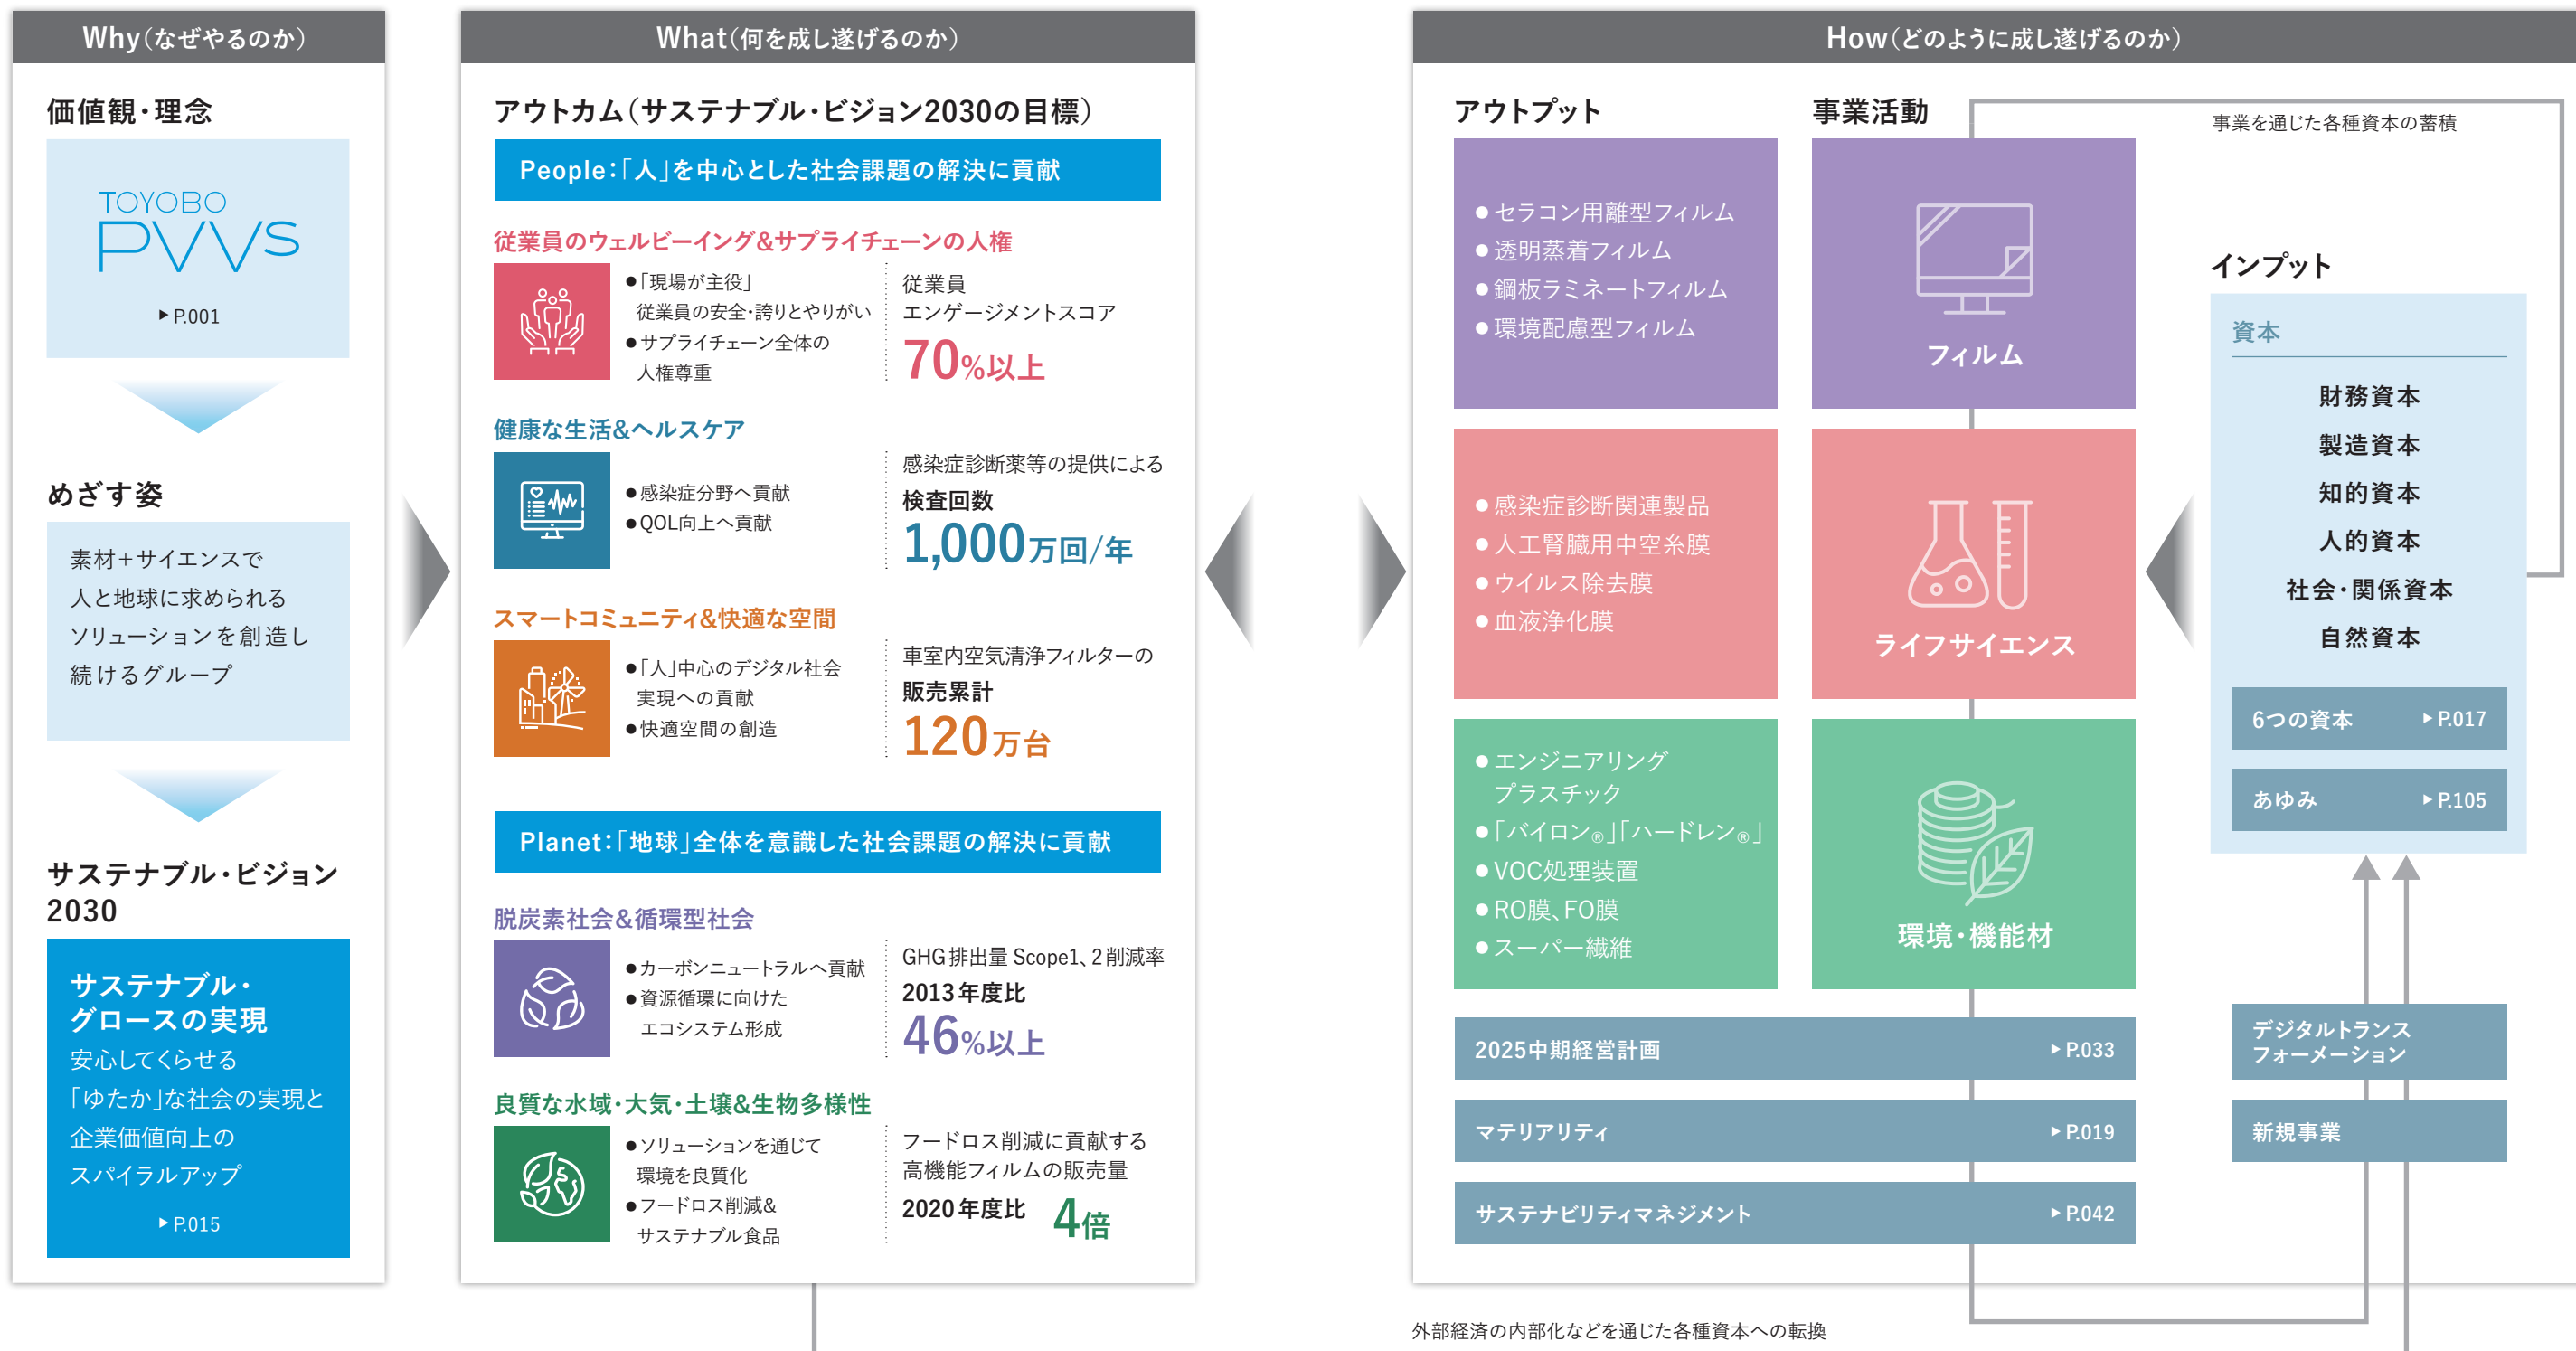 Why（なぜやるのか）
価値観・理念
TOYOBO
PVVs
▶P.001
めざす姿
素材＋サイエンスで
人と地球に求められる
ソリューションを創造し
続けるグループ
サステナブル・ビジョン
2030
サステナブル・
グロースの実現
安心してくらせる
「ゆたか」な社会の実現と
企業価値向上の
スパイラルアップ
▶P.015
What（何を成し遂げるのか）
アウトカム（サステナブル・ビジョン2030の目標）
People：「人」を中心とした社会課題の解決に貢献
従業員のウェルビーイング&サプライチェーンの人権
●「現場が主役」
従業員の安全・誇りとやりがい
●サプライチェーン全体の
人権尊重
従業員
エンゲージメントスコア
70%以上
健康な生活&ヘルスケア
●感染症分野へ貢献
●QOL向上へ貢献
感染症診断薬等の提供による
検査回数
1,000万回/年
スマートコミュニティ&快適な空間
●「人」中心のデジタル社会
実現への貢献
●快適空間の創造
車室内空気清浄フィルターの
販売累計
120万台
Planet：「地球」全体を意識した社会課題の解決に貢献
脱炭素社会&循環型社会
●カーボンニュートラルへ貢献
●資源循環に向けた
エコシステム形成
GHG排出量 Scope1、2削減率
2013年度比
46%以上
良質な水域・大気・土壌&生物多様性
●ソリューションを通じて
環境を良質化
●フードロス削減&
サステナブル食品
フードロス削減に貢献する
高機能フィルムの販売量
2020年度比 4倍
How（どのように成し遂げるのか）
アウトプット
●セラコン用離型フィルム
●透明蒸着フィルム
●鋼板ラミネートフィルム
●環境配慮型フィルム
●感染症診断関連製品
●人工腎臓用中空糸膜
●ウイルス除去膜
●血液浄化膜
●エンジニアリング
プラスチック
●「バイロン®」「ハードレン®」
●VOC処理装置
●RO膜、FO膜
●スーパー繊維
事業活動
フィルム
ライフサイエンス
環境・機能材
2025中期経営計画 ▶P.033
マテリアリティ ▶P.019
サステナビリティマネジメント ▶P.042
事業を通じた各種資本の蓄積
インプット
資本
財務資本
製造資本
知的資本
人的資本
社会・関係資本
自然資本
6つの資本 ▶P.017
あゆみ ▶P.105
デジタルトランス
フォーメーション
新規事業
外部経済の内部化などを通じた各種資本への転換